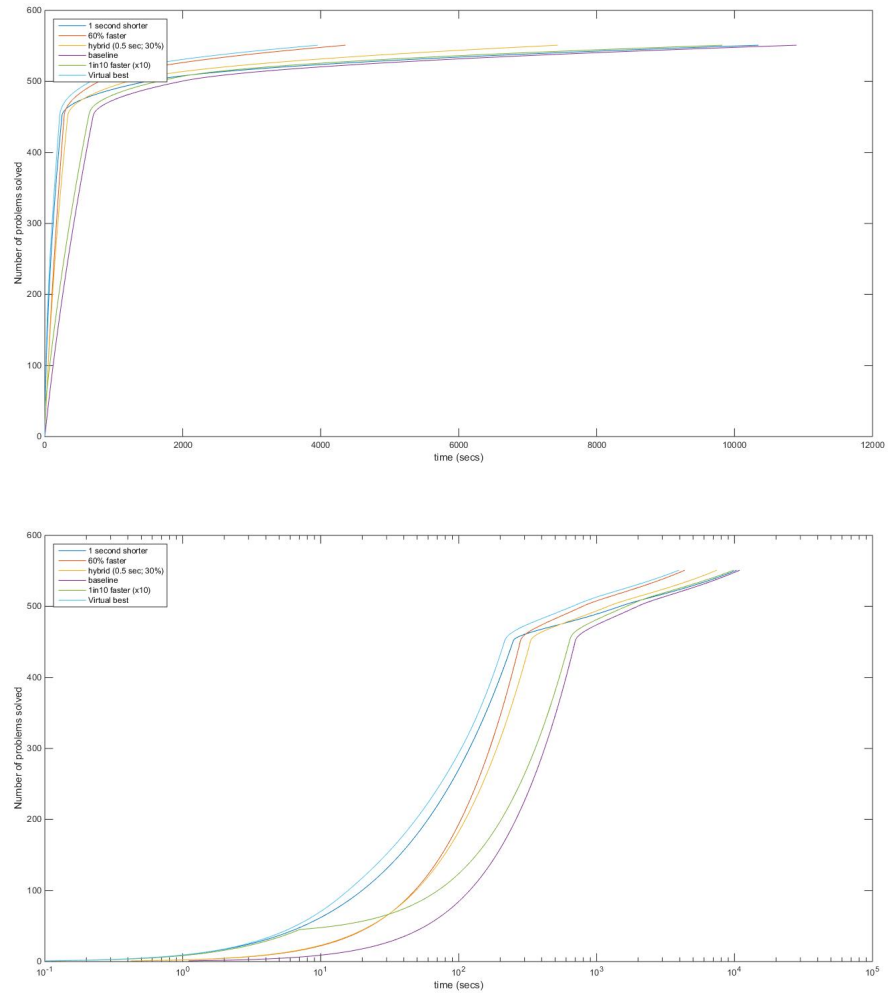 600
500
400
300
200
100
0
Number of problems solved
1 second shorter
60% faster
hybrid (0.5 sec; 30%)
baseline
1in10 faster (x10)
Virtual best
0 2000 4000 6000 8000 10000 12000
time (secs)
600
500
400
300
200
100
0
Number of problems solved
1 second shorter
60% faster
hybrid (0.5 sec; 30%)
baseline
1in10 faster (x10)
Virtual best
10-1 100 101 102 103 104 105
time (secs)